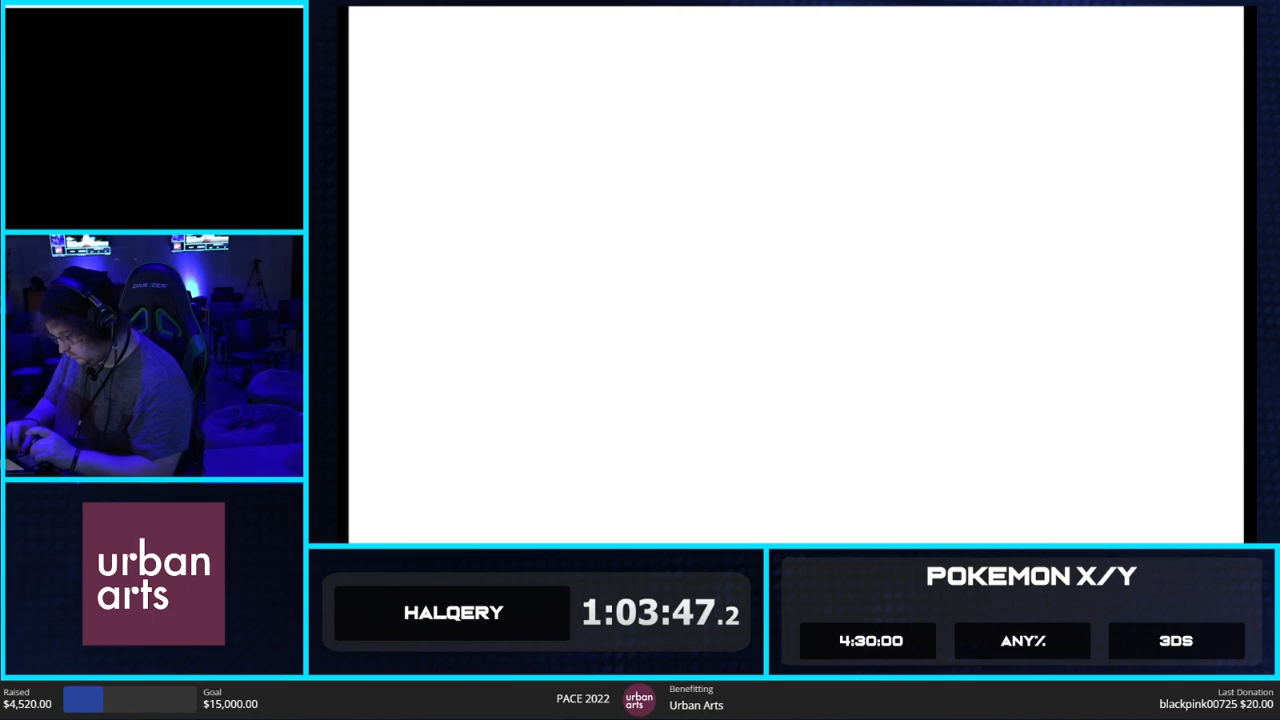 urban
arts
HALQERY
1:03:47.2
POKEMON X/Y
4:30:00
ANY%
3DS
Raised
$4,520.00
Goal
$15,000.00
PACE 2022
urban
arts
Benefitting
Urban Arts
Last Donation
blackpink00725 $20.00